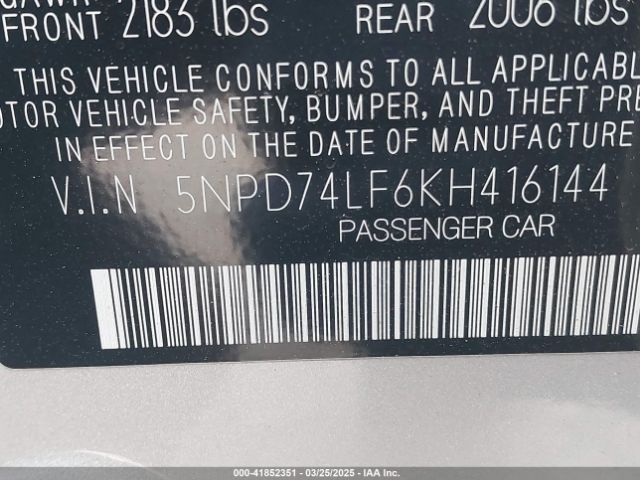 FRONT 2183 lbs REAR 2006 lbs
THIS VEHICLE CONFORMS TO ALL APPLICABL
OTOR VEHICLE SAFETY, BUMPER, AND THEFT PRE
IN EFFECT ON THE DATE OF MANUFACTURE
V.I.N 5NPD74LF6KH416144
PASSENGER CAR
000-41852351 | 03/25/2025 - IAA Inc.